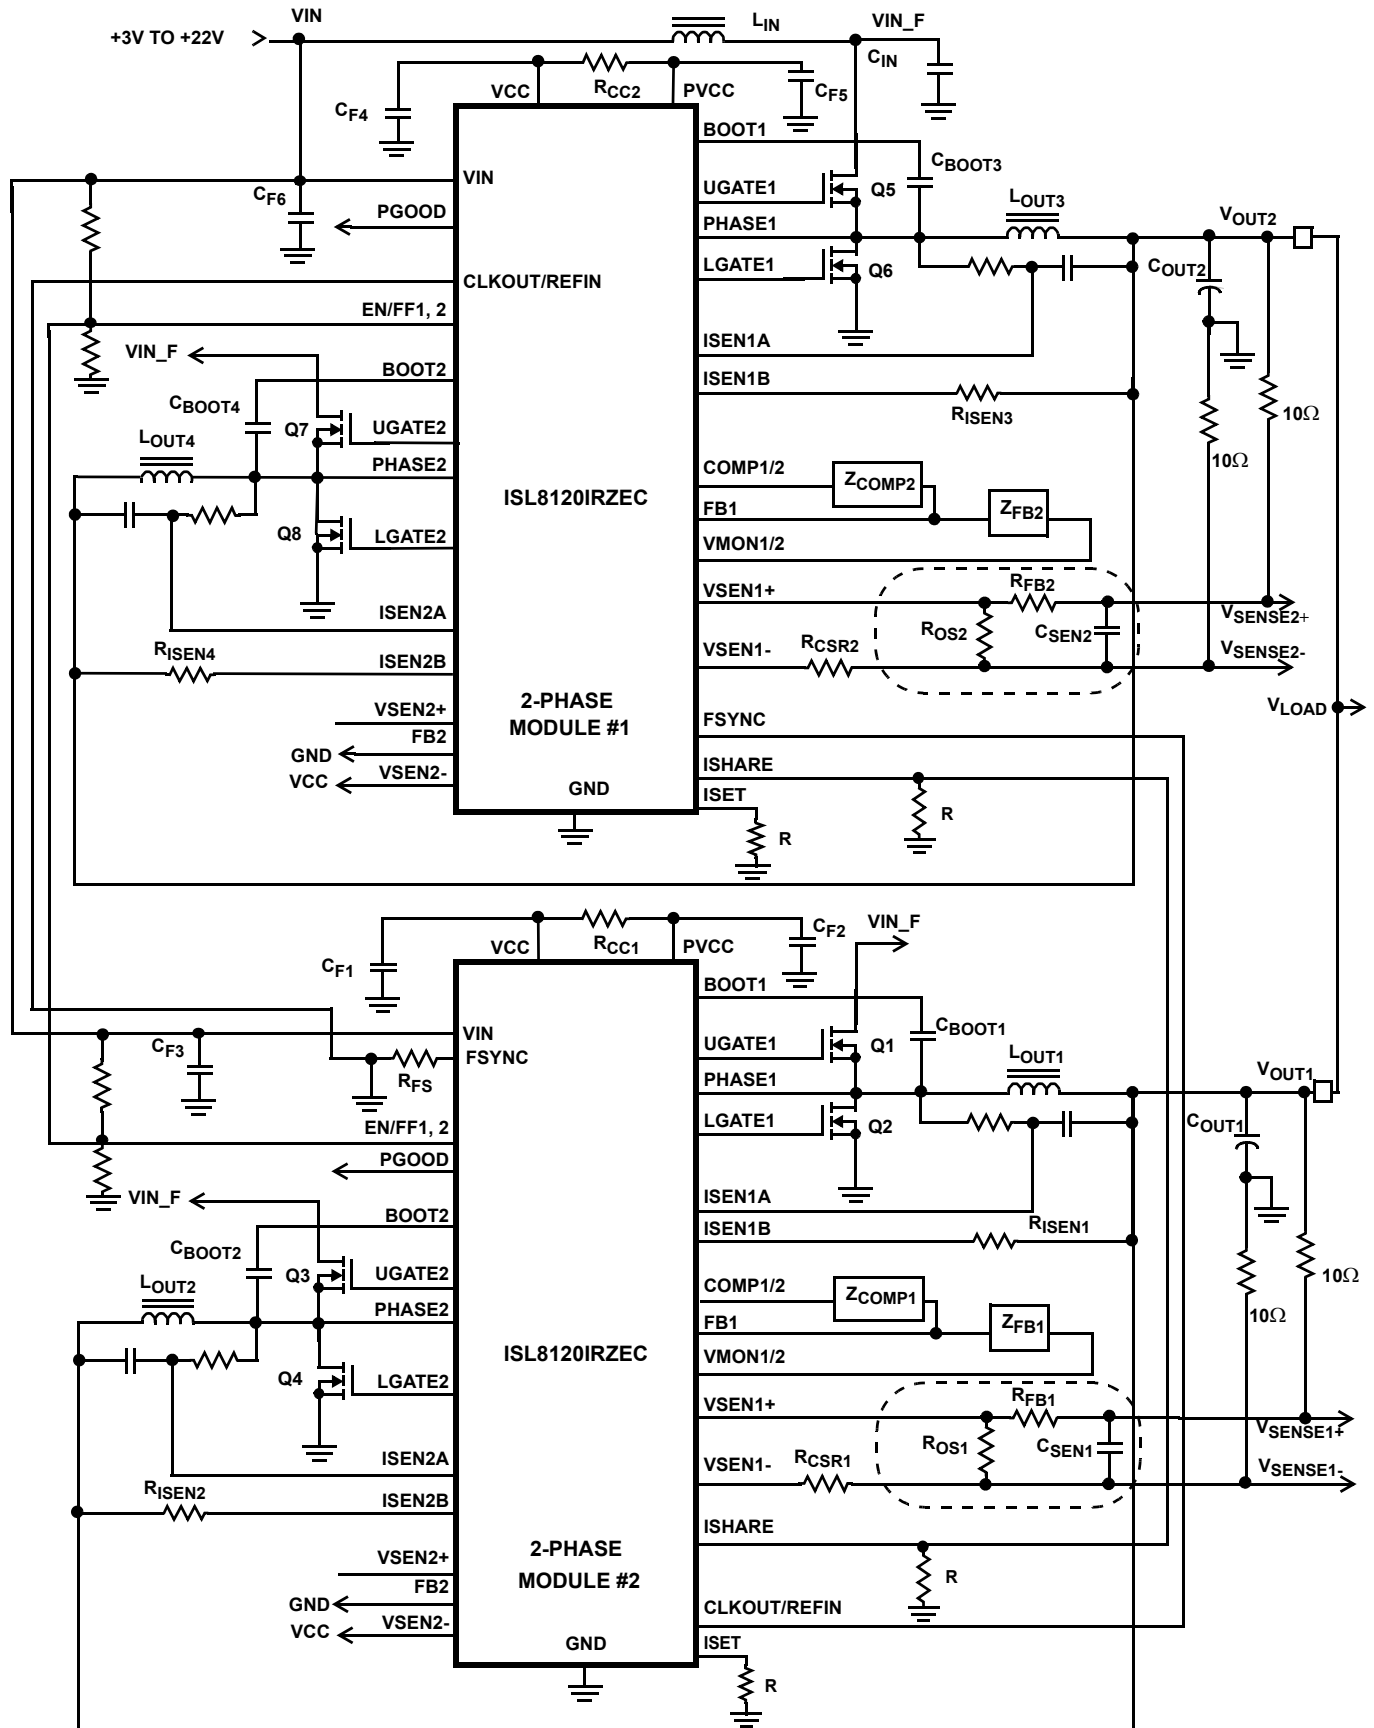 VIN
LIN
VIN_F
+3V TO +22V
CIN
VCC
RCC2
PVCC
CF5
CF4
BOOT1
CBOOT3
VIN
CF6
UGATE1
Q5
LOUT3
PGOOD
PHASE1
VOUT2
LGATE1
Q6
COUT2
CLKOUT/REFIN
EN/FF1, 2
VIN_F
ISEN1A
BOOT2
ISEN1B
CBOOT4
RISEN3
10Ω
Q7
UGATE2
LOUT4
10Ω
PHASE2
COMP1/2
ZCOMP2
ISL8120IRZEC
FB1
ZFB2
Q8
LGATE2
VMON1/2
VSEN1+
RFB2
ISEN2A
ROS2
CSEN2
VSENSE2+
RISEN4
ISEN2B
VSEN1-
RCSR2
VSENSE2-
2-PHASE
MODULE #1
VSEN2+
FSYNC
VLOAD
FB2
GND
ISHARE
VCC
VSEN2-
GND
ISET
R
R
VCC
RCC1
PVCC
CF2
VIN_F
CF1
BOOT1
CBOOT1
VIN
CF3
FSYNC
RFS
UGATE1
Q1
LOUT1
PHASE1
VOUT1
EN/FF1, 2
LGATE1
Q2
COUT1
PGOOD
VIN_F
ISEN1A
BOOT2
ISEN1B
RISEN1
CBOOT2
Q3
UGATE2
LOUT2
10Ω
COMP1/2
ZCOMP1
PHASE2
10Ω
FB1
ZFB1
ISL8120IRZEC
VMON1/2
Q4
LGATE2
VSEN1+
RFB1
VSENSE1+
ROS1
CSEN1
ISEN2A
VSEN1-
RCSR1
VSENSE1-
RISEN2
ISEN2B
ISHARE
2-PHASE
MODULE #2
VSEN2+
R
FB2
GND
CLKOUT/REFIN
VCC
VSEN2-
GND
ISET
R